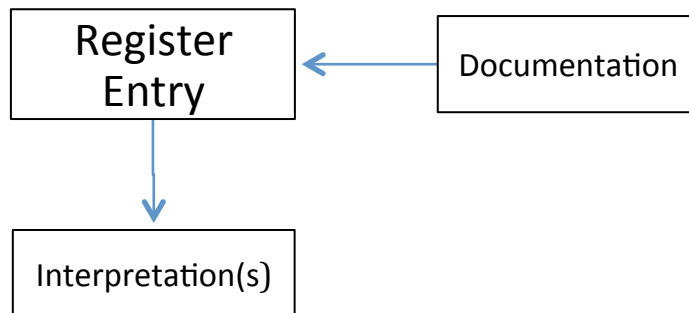 Register
Entry
Documentation
Interpretation(s)